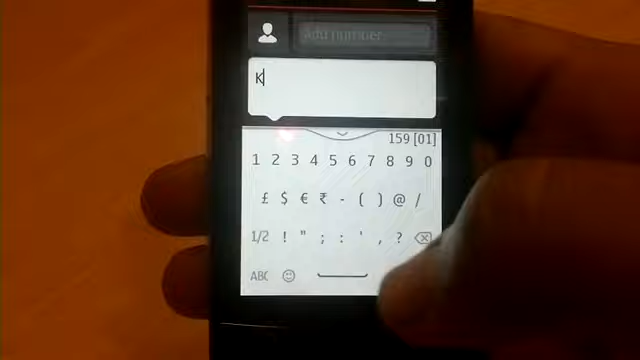 Add number
K
159 [01]
1 2 3 4 5 6 7 8 9 0
£ $ € ₹ - ( ) @ /
1/2 ! " ; : ' , ?
ABC